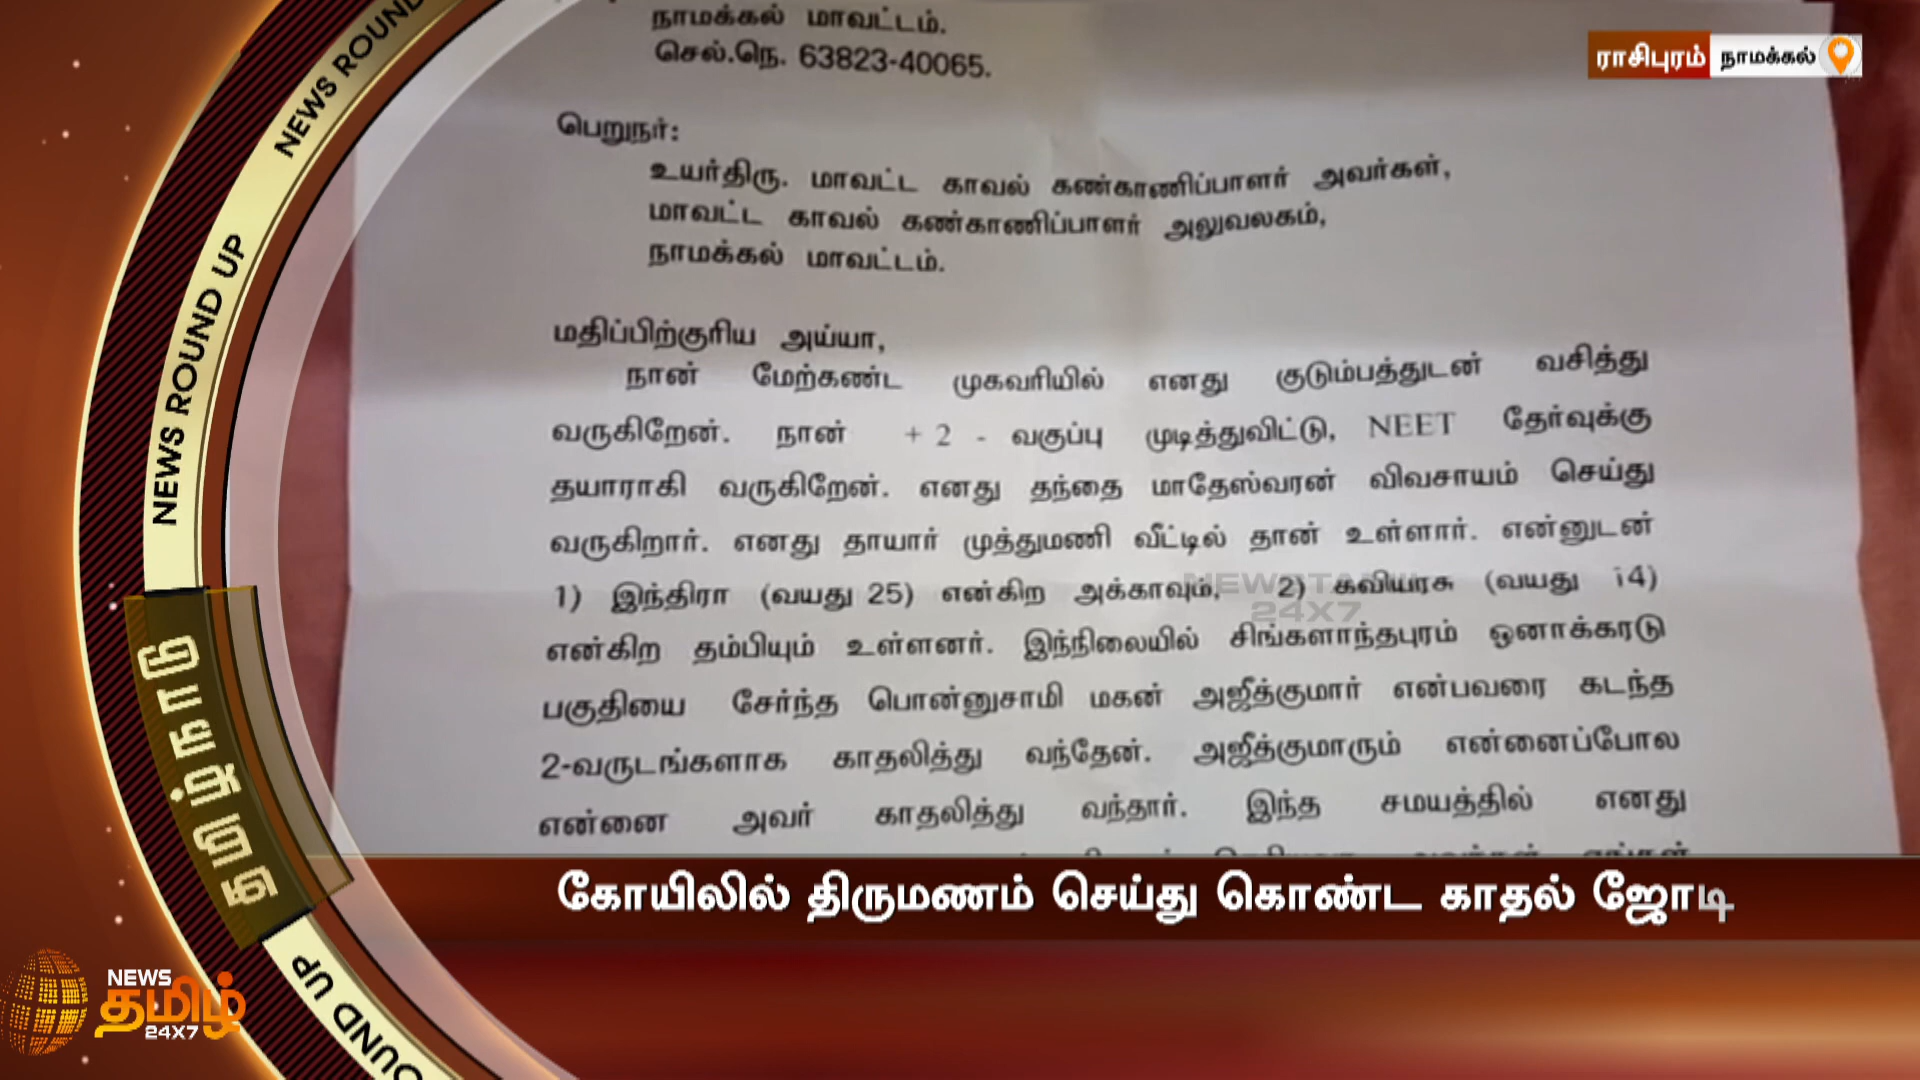 நாமக்கல் மாவட்டம்.
செல்.நெ. 63823-40065.
ராசிபுரம் நாமக்கல்
பெறுநர்:
உயர்திரு. மாவட்ட காவல் கண்காணிப்பாளர் அவர்கள்,
மாவட்ட காவல் கண்காணிப்பாளர் அலுவலகம்,
நாமக்கல் மாவட்டம்.
மதிப்பிற்குரிய அய்யா,
நான் மேற்கண்ட முகவரியில் எனது குடும்பத்துடன் வசித்து
வருகிறேன். நான் +2 - வகுப்பு முடித்துவிட்டு, NEET தேர்வுக்கு
தயாராகி வருகிறேன். எனது தந்தை மாதேஸ்வரன் விவசாயம் செய்து
வருகிறார். எனது தாயார் முத்துமணி வீட்டில் தான் உள்ளார். என்னுடன்
1) இந்திரா (வயது 25) என்கிற அக்காவும், 2) கவியரசு (வயது 14)
என்கிற தம்பியும் உள்ளனர். இந்நிலையில் சிங்களாந்தபுரம் ஒனாக்கரடு
பகுதியை சேர்ந்த பொன்னுசாமி மகன் அஜீத்குமார் என்பவரை கடந்த
2-வருடங்களாக காதலித்து வந்தேன். அஜீத்குமாரும் என்னைப்போல
என்னை அவர் காதலித்து வந்தார். இந்த சமயத்தில் எனது
கோயிலில் திருமணம் செய்து கொண்ட காதல் ஜோடி
NEWS ROUND
NEWS ROUND UP
தமிழ்நாடு
OUND UP
NEWS
தமிழ்
24X7
24X7